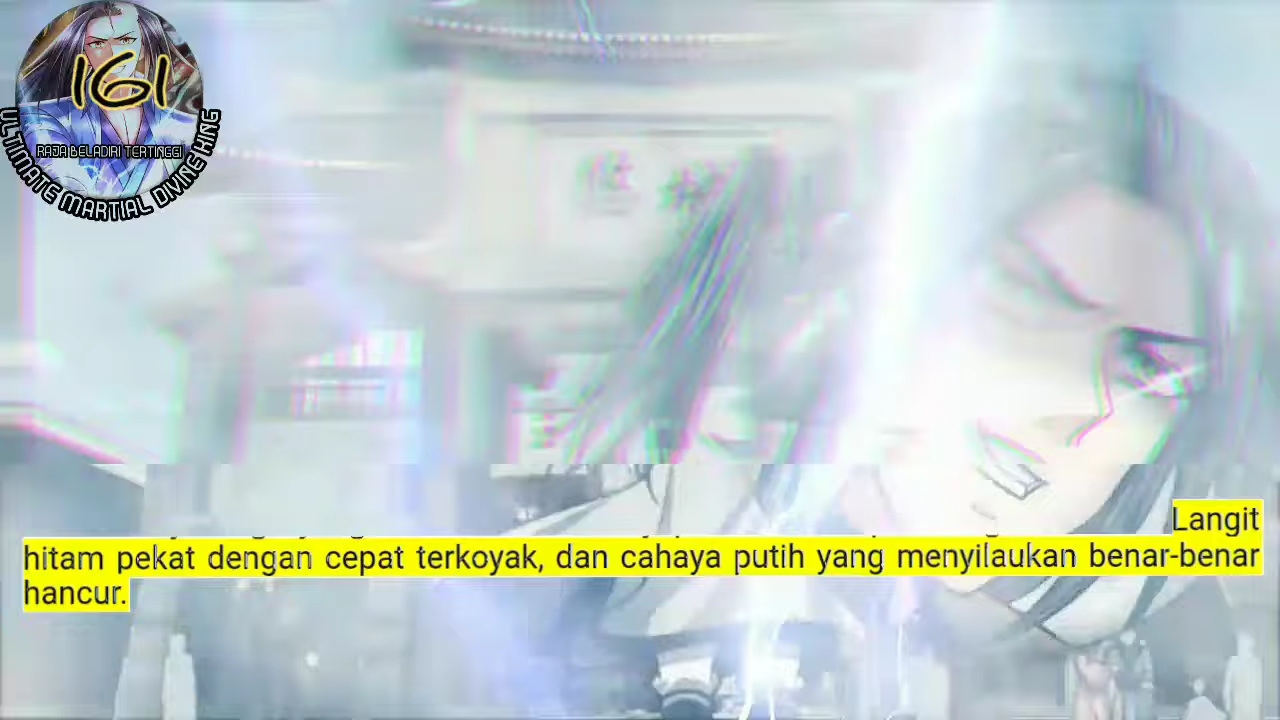 161
RAJA BELADIRI TERTINGGI
ULTIMATE MARTIAL DIVINE KING
Langit
hitam pekat dengan cepat terkoyak, dan cahaya putih yang menyilaukan benar-benar
hancur.